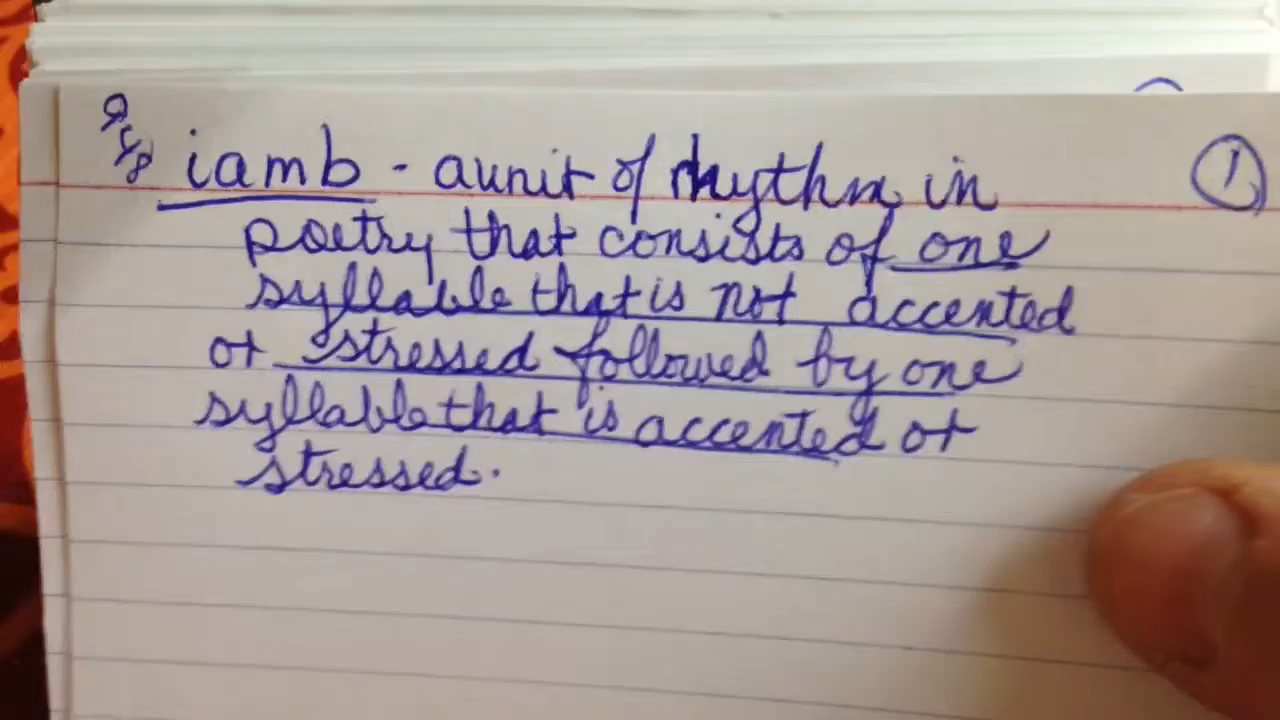 iamb - a unit of rhythm in
poetry that consists of one
syllable that is not accented
or stressed followed by one
syllable that is accented or
stressed.
1